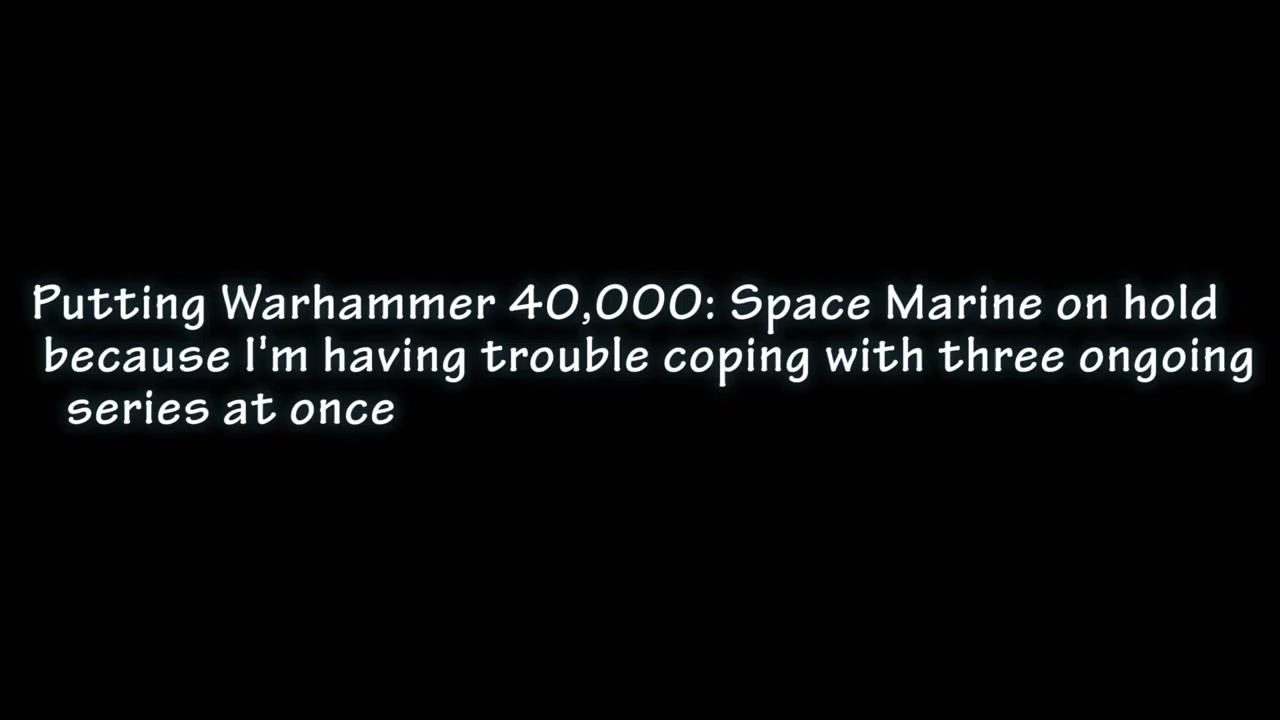 Putting Warhammer 40,000: Space Marine on hold
because I'm having trouble coping with three ongoing
series at once